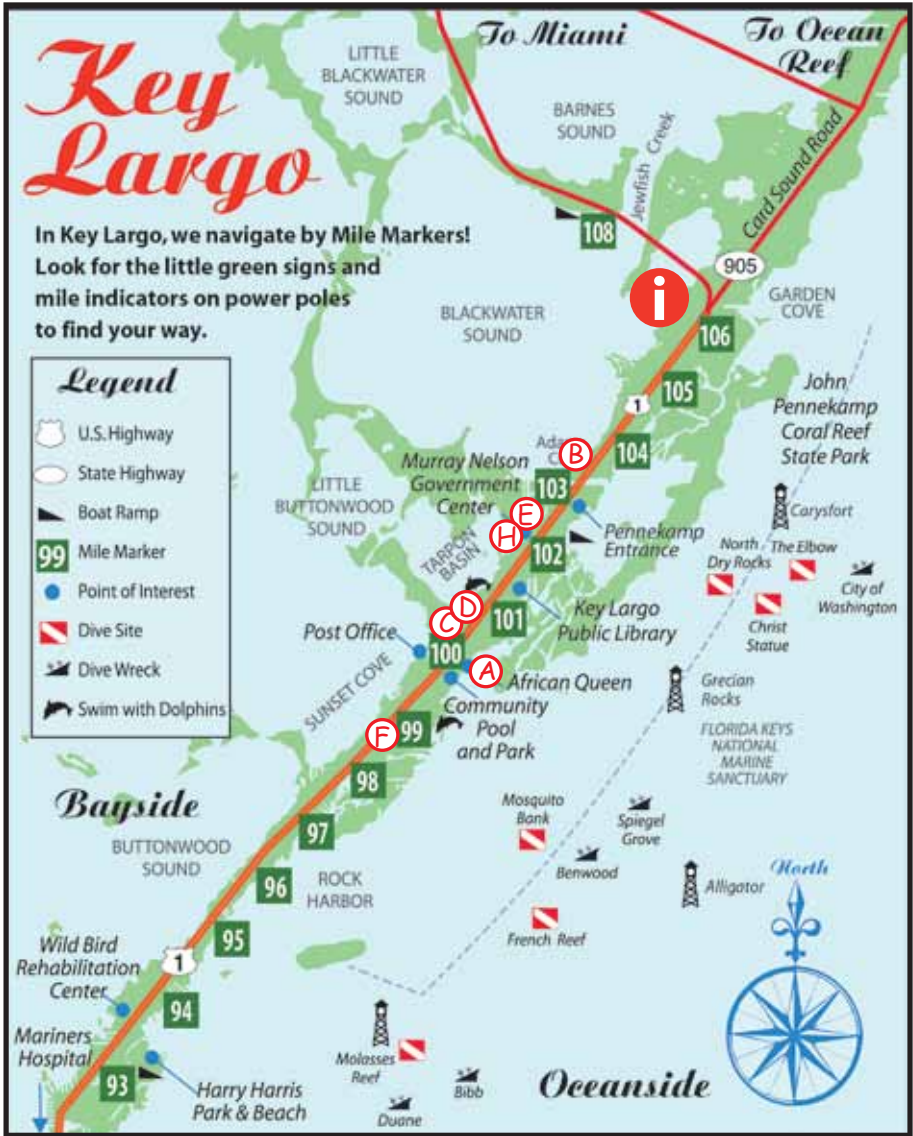 Key
Largo
In Key Largo, we navigate by Mile Markers!
Look for the little green signs and
mile indicators on power poles
to find your way.
Legend
U.S. Highway
State Highway
Boat Ramp
99 Mile Marker
Point of Interest
Dive Site
Dive Wreck
Swim with Dolphins
To Miami
To Ocean
Reef
LITTLE
BLACKWATER
SOUND
BARNES
SOUND
Jewfish Creek
Card Sound Road
108
905
i
GARDEN
COVE
BLACKWATER
SOUND
106
105
1
104
John
Pennekamp
Coral Reef
State Park
B
Murray Nelson
Government
Center
103
E
H
LITTLE
BUTTONWOOD
SOUND
TARPON
BASIN
102
Pennekamp
Entrance
Carysfort
North
Dry Rocks
The Elbow
City of
Washington
Christ
Statue
D
C
101
Key Largo
Public Library
Post Office
100
A
African Queen
SUNSET COVE
Community
Pool
and Park
Grecian
Rocks
FLORIDA KEYS
NATIONAL
MARINE
SANCTUARY
F
99
98
Bayside
97
BUTTONWOOD
SOUND
96
ROCK
HARBOR
95
Mosquito
Bank
Spiegel
Grove
Benwood
Alligator
French Reef
North
Wild Bird
Rehabilitation
Center
1
94
Mariners
Hospital
93
Harry Harris
Park & Beach
Molasses
Reef
Bibb
Duane
Oceanside